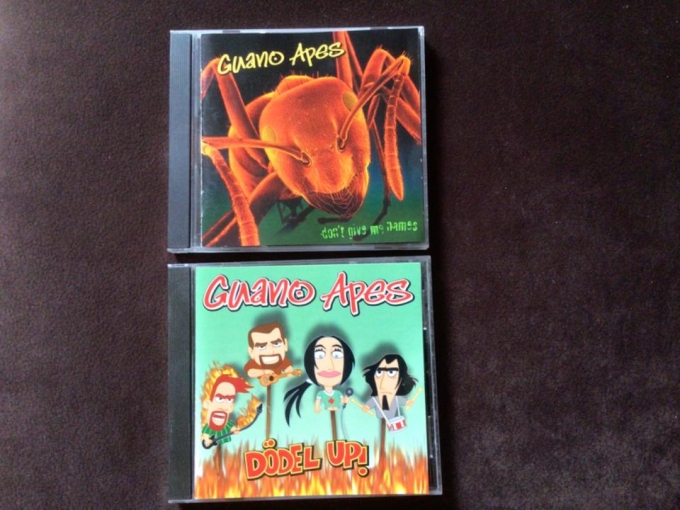 Guano Apes
don't give me names
Guano Apes
DÖDEL UP!